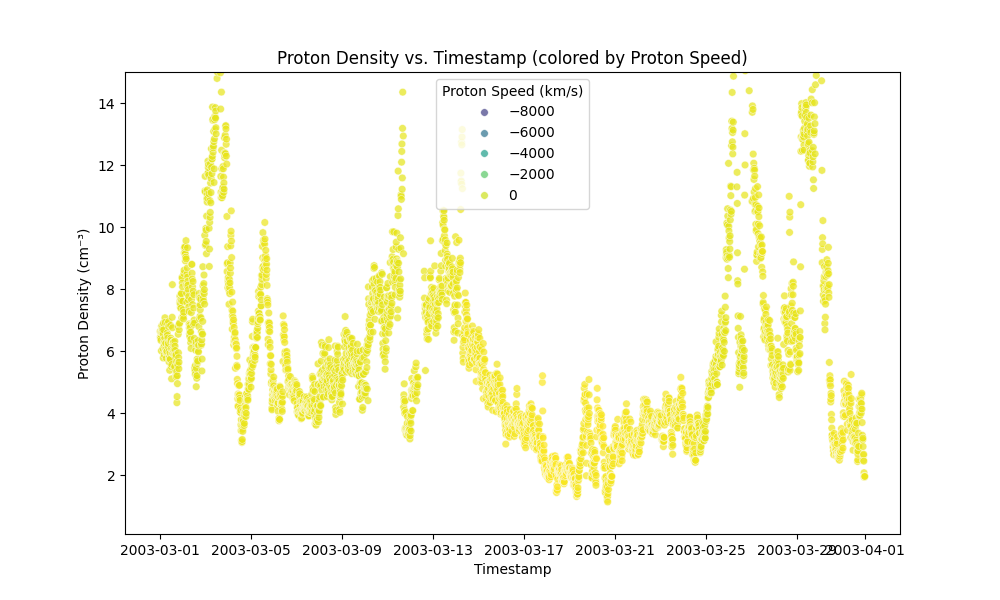 Proton Density vs. Timestamp (colored by Proton Speed)
Proton Speed (km/s)
−8000
−6000
−4000
−2000
0
14
12
10
8
6
4
2
Proton Density (cm⁻³)
2003-03-01 2003-03-05 2003-03-09 2003-03-13 2003-03-17 2003-03-21 2003-03-25 2003-03-29 2003-04-01
Timestamp